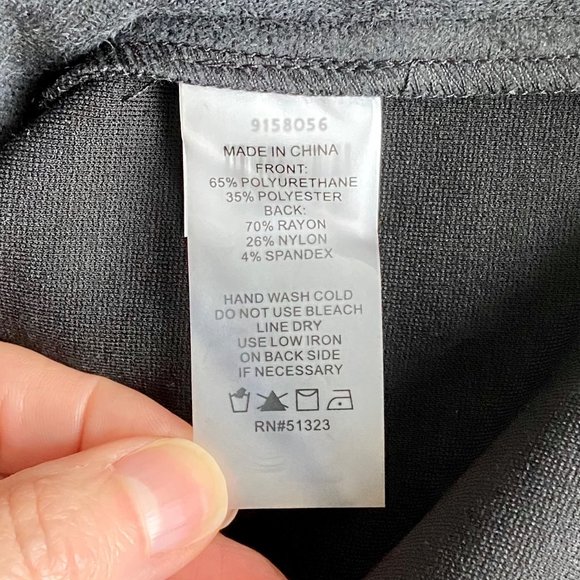 9158056
MADE IN CHINA
FRONT:
65% POLYURETHANE
35% POLYESTER
BACK:
70% RAYON
26% NYLON
4% SPANDEX
HAND WASH COLD
DO NOT USE BLEACH
LINE DRY
USE LOW IRON
ON BACK SIDE
IF NECESSARY
RN#51323